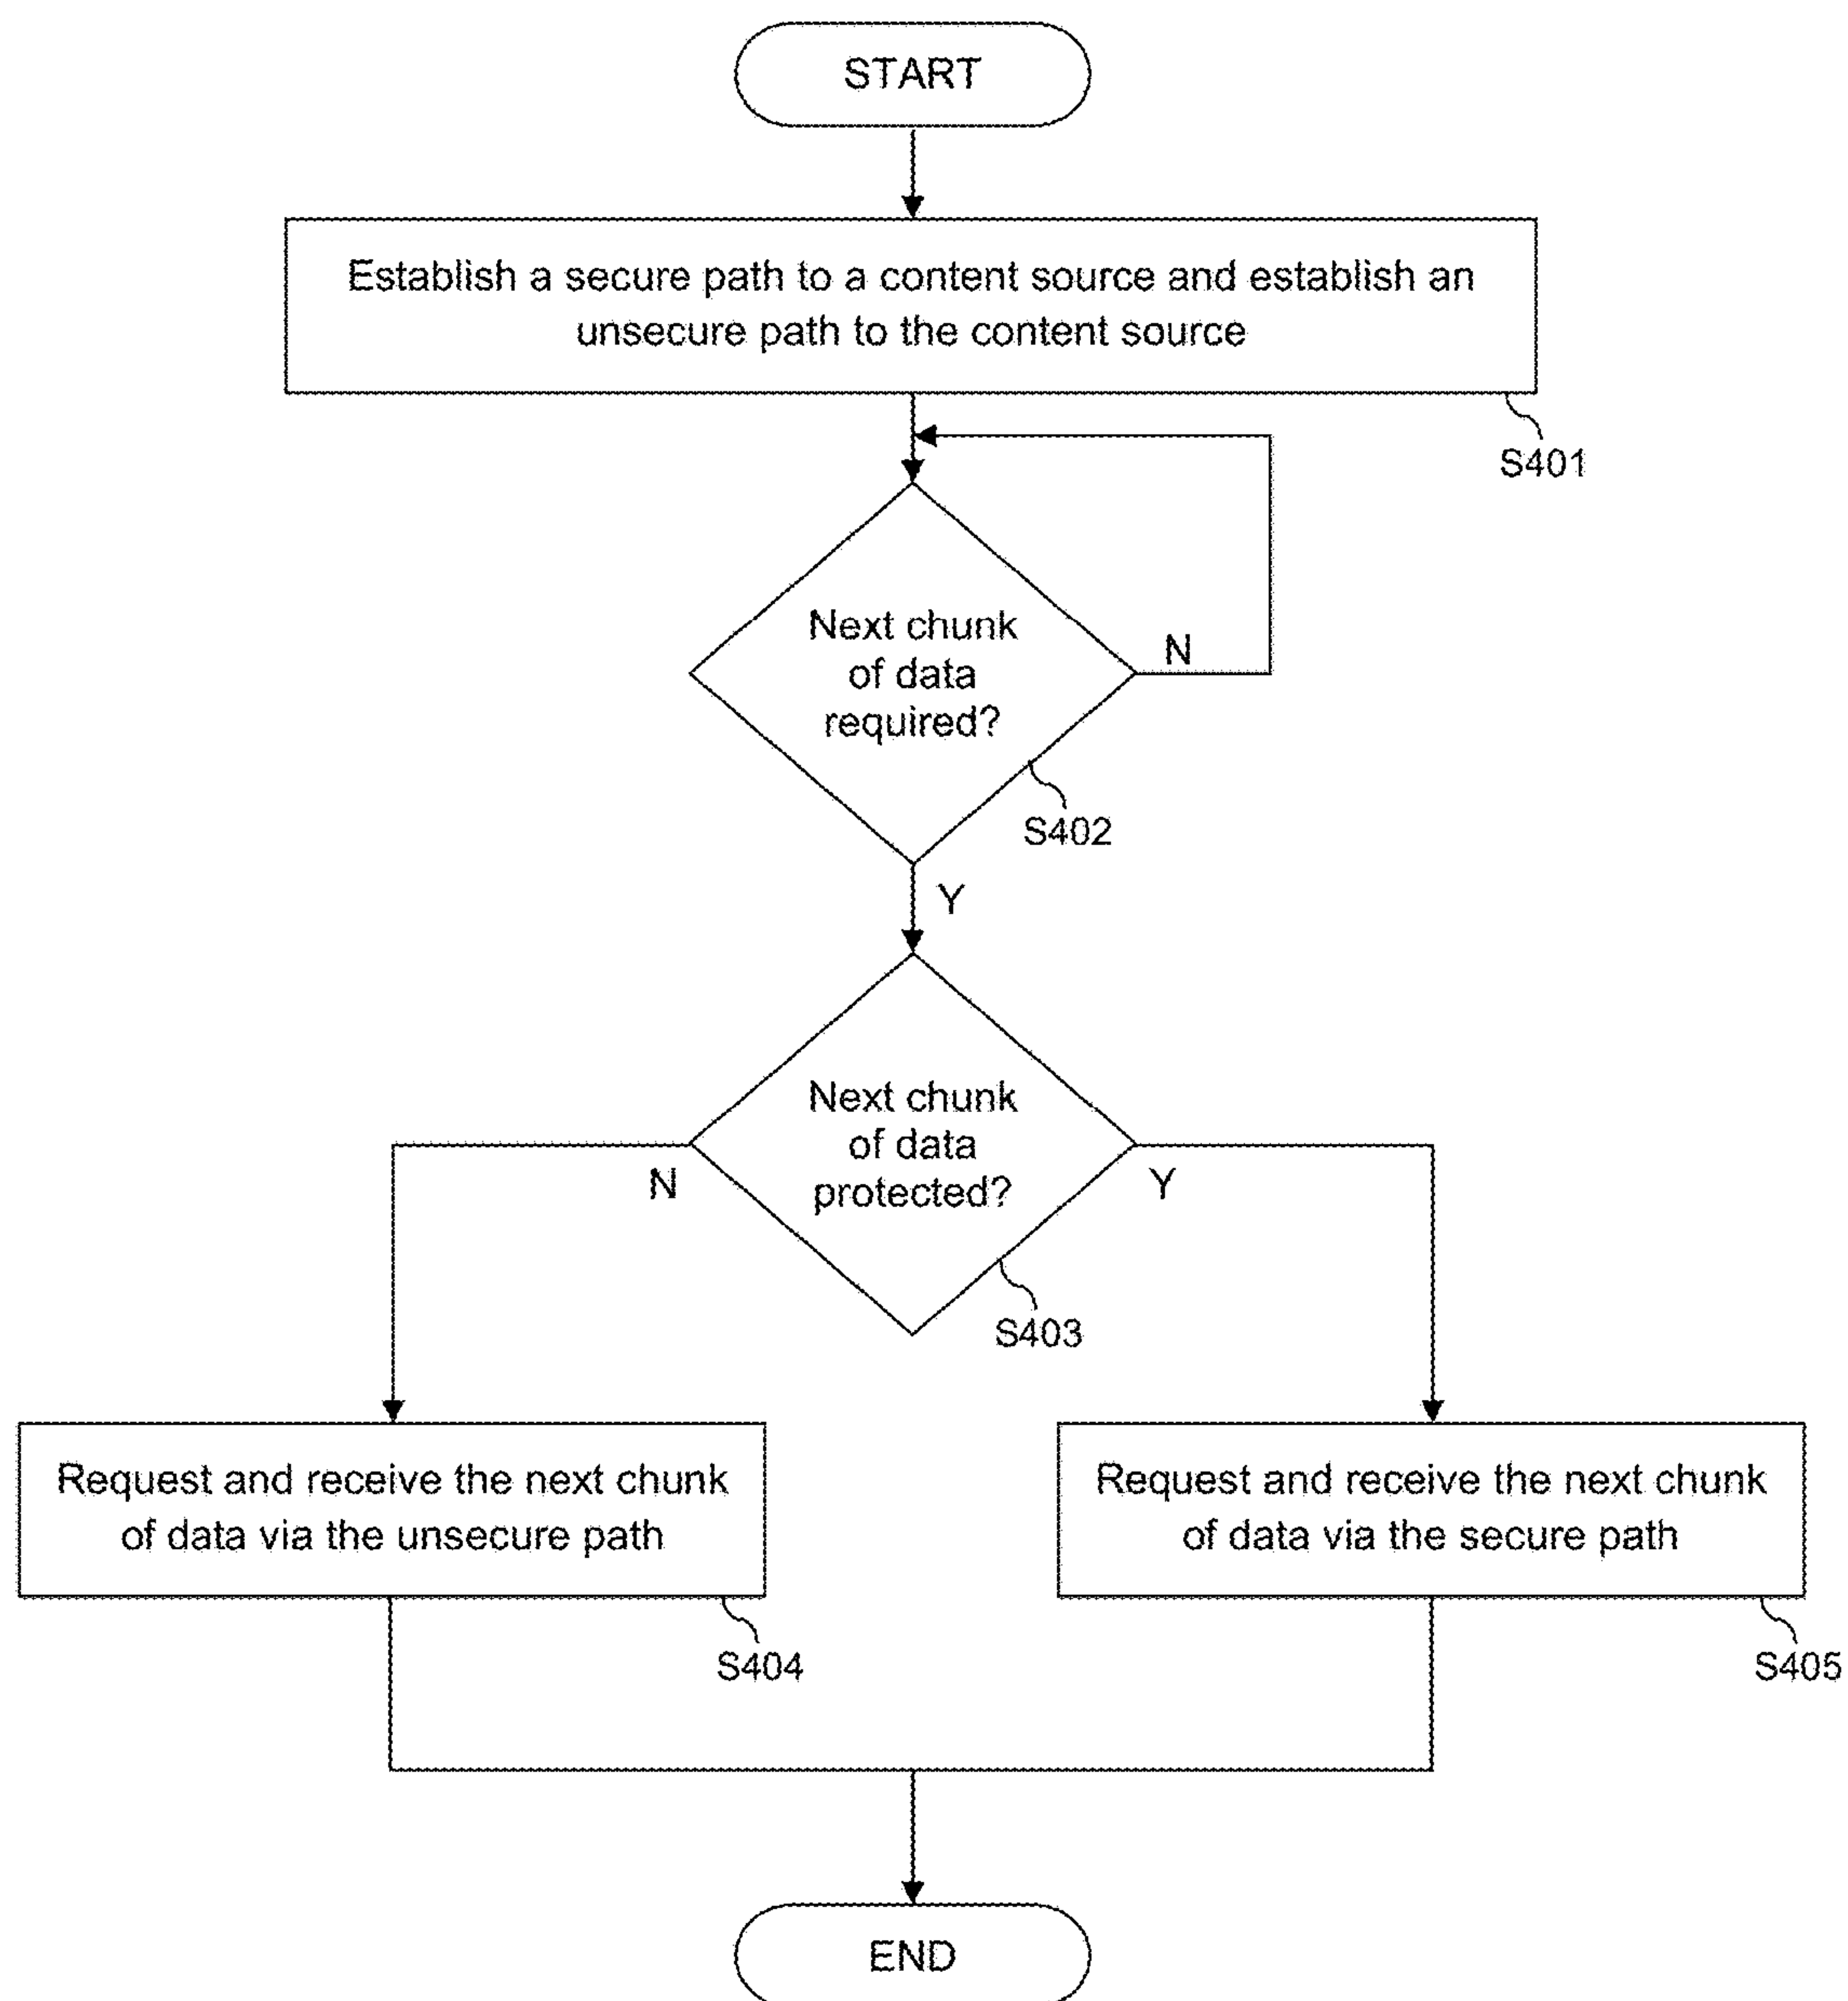 START
Establish a secure path to a content source and establish an
unsecure path to the content source
S401
Next chunk
of data
required?
N
S402
Y
Next chunk
of data
protected?
N
Y
S403
Request and receive the next chunk
of data via the unsecure path
S404
Request and receive the next chunk
of data via the secure path
S405
END